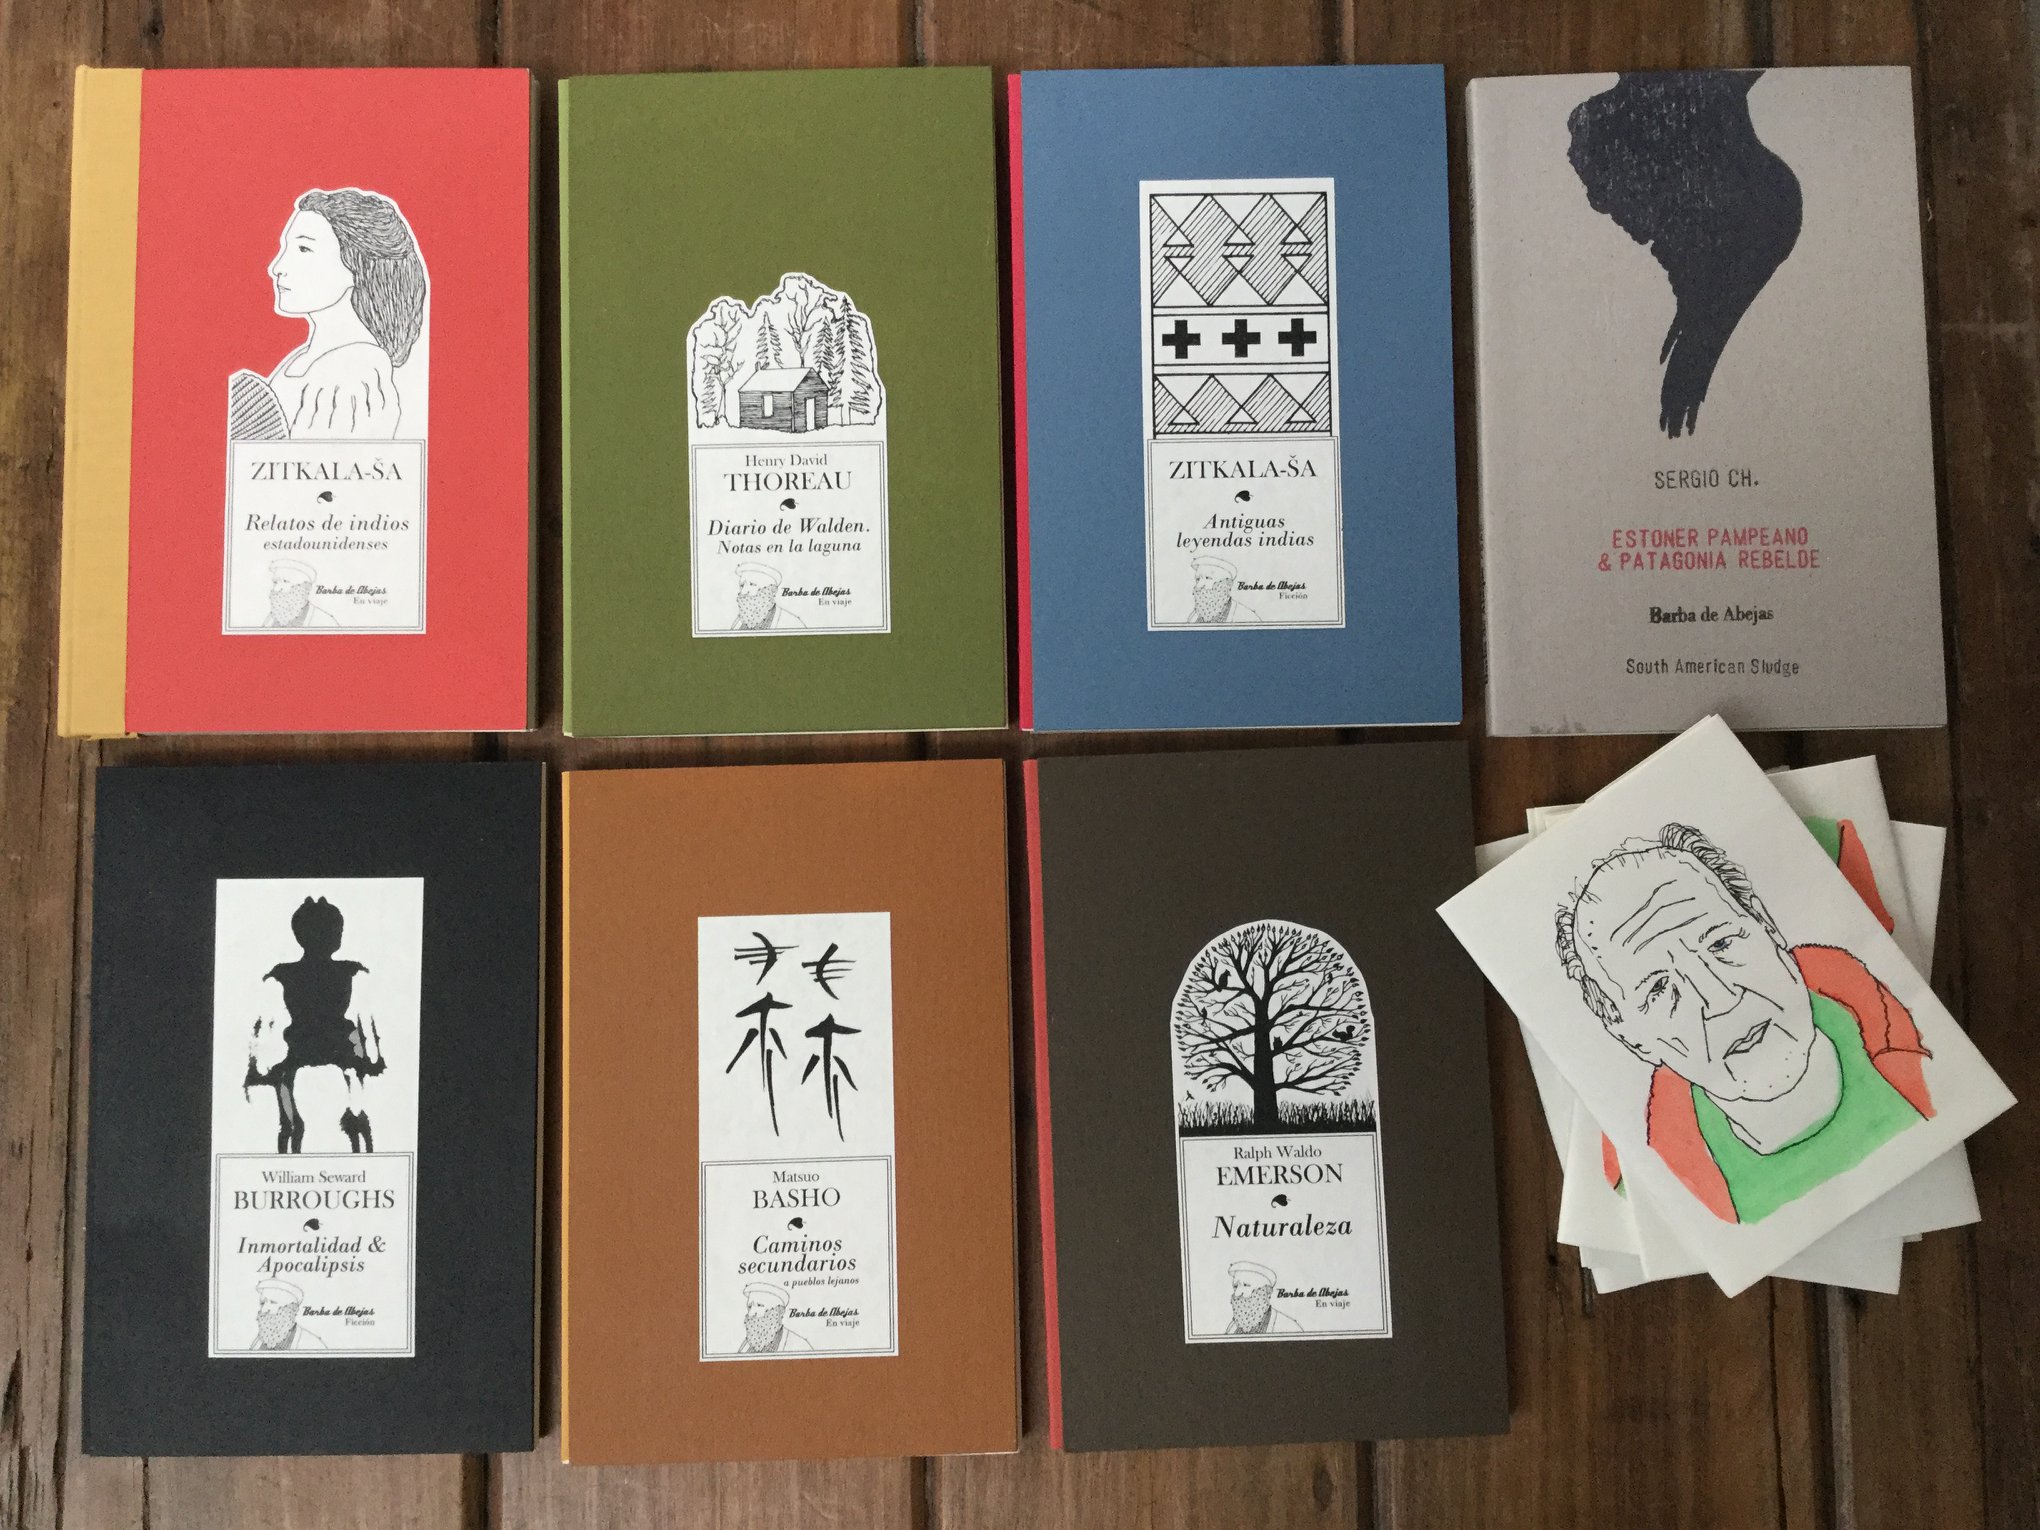 ZITKALA-ŠA
Relatos de indios
estadounidenses
Barba de Abejas
En viaje
Henry David
THOREAU
Diario de Walden.
Notas en la laguna
Barba de Abejas
En viaje
ZITKALA-ŠA
Antiguas
leyendas indias
Barba de Abejas
Ficción
SERGIO CH.
ESTONER PAMPEANO
& PATAGONIA REBELDE
Barba de Abejas
South American Sludge
William Seward
BURROUGHS
Inmortalidad &
Apocalipsis
Barba de Abejas
Ficción
Matsuo
BASHO
Caminos
secundarios
a pueblos lejanos
Barba de Abejas
En viaje
Ralph Waldo
EMERSON
Naturaleza
Barba de Abejas
En viaje